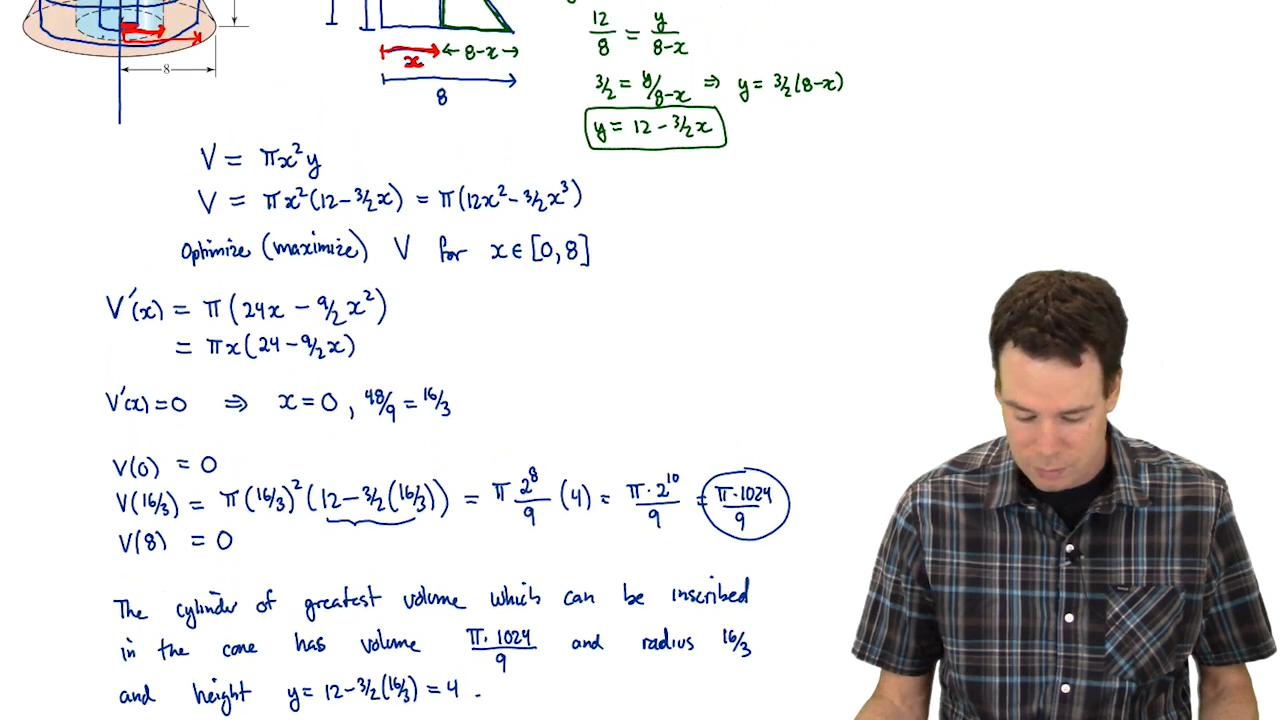 12/8 = y/8-x
8
x
8-x
8
3/2 = y/8-x ⇒ y = 3/2(8-x)
y = 12 - 3/2x
V = πx²y
V = πx²(12-3/2x) = π(12x² - 3/2x³)
Optimize (maximize) V for x ∈ [0,8]
V'(x) = π(24x - 9/2x²)
= πx(24 - 9/2x)
V'(x)=0 ⇒ x=0, 48/9 = 16/3
V(0) = 0
V(16/3) = π(16/3)²(12-3/2(16/3)) = π 2⁸/9 (4) = π·2¹⁰/9 = π·1024/9
V(8) = 0
The cylinder of greatest volume which can be inscribed
in the cone has volume π·1024/9 and radius 16/3
and height y = 12-3/2(16/3) = 4.